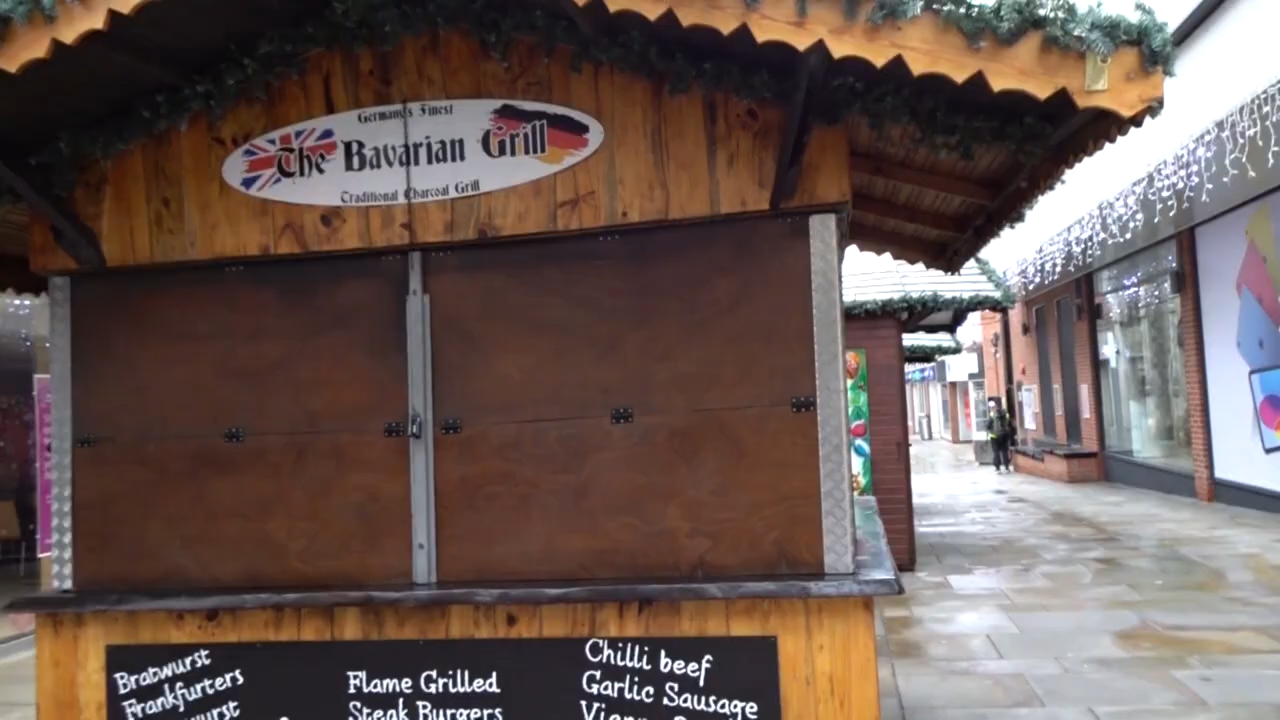 Germany's Finest
The Bavarian Grill
Traditional Charcoal Grill
Bratwurst
Frankfurters
Flame Grilled
Steak Burgers
Chilli beef
Garlic Sausage